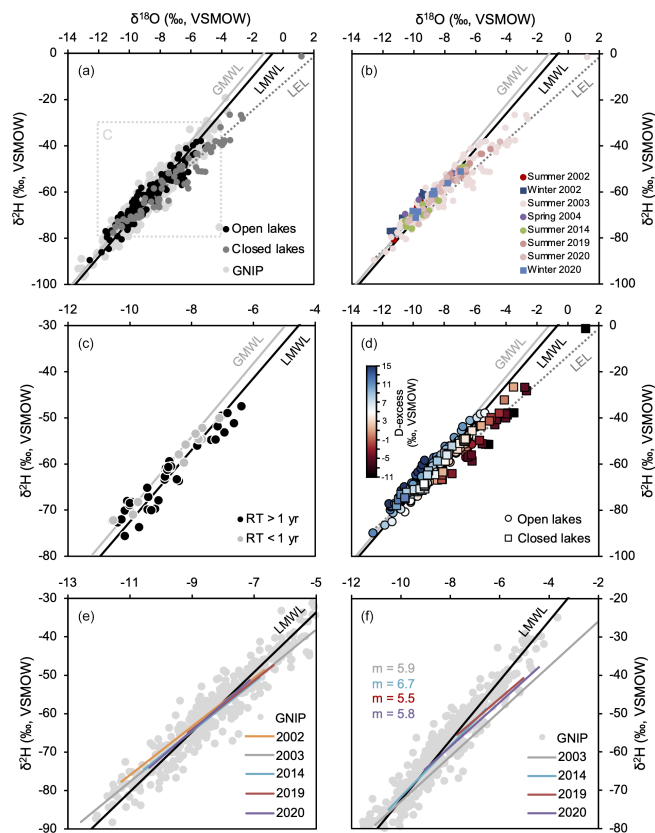 δ¹⁸O (‰, VSMOW)
-14 -12 -10 -8 -6 -4 -2 0 2
(a)
GMWL
LMWL
LEL
C
0
-20
-40
-60
-80
-100
δ²H (‰, VSMOW)
Open lakes
Closed lakes
GNIP
δ¹⁸O (‰, VSMOW)
-14 -12 -10 -8 -6 -4 -2 0 2
(b)
GMWL
LMWL
LEL
0
-20
-40
-60
-80
-100
δ²H (‰, VSMOW)
Summer 2002
Winter 2002
Summer 2003
Spring 2004
Summer 2014
Summer 2019
Summer 2020
Winter 2020
-12 -10 -8 -6 -4
(c)
GMWL
LMWL
-30
-40
-50
-60
-70
-80
δ²H (‰, VSMOW)
RT > 1 yr
RT < 1 yr
-14 -12 -10 -8 -6 -4 -2 0 2
(d)
GMWL
LMWL
LEL
0
-20
-40
-60
-80
-100
δ²H (‰, VSMOW)
D-excess
(‰, VSMOW)
15
11
7
3
-1
-5
-11
Open lakes
Closed lakes
-13 -11 -9 -7 -5
(e)
LMWL
-30
-40
-50
-60
-70
-80
-90
δ²H (‰, VSMOW)
GNIP
2002
2003
2014
2019
2020
-12 -10 -8 -6 -4 -2
(f)
LMWL
-20
-30
-40
-50
-60
-70
-80
δ²H (‰, VSMOW)
m = 5.9
m = 6.7
m = 5.5
m = 5.8
GNIP
2003
2014
2019
2020